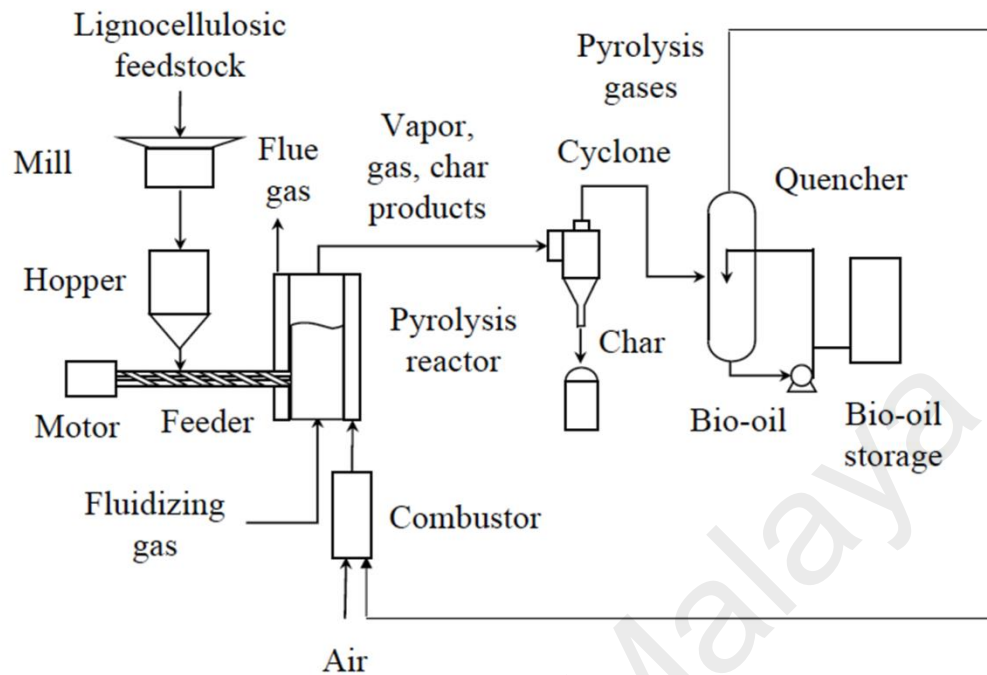 Lignocellulosic
feedstock
Mill
Hopper
Motor
Feeder
Flue
gas
Vapor,
gas, char
products
Pyrolysis
reactor
Fluidizing
gas
Combustor
Air
Cyclone
Char
Pyrolysis
gases
Quencher
Bio-oil
Bio-oil
storage
Malaya